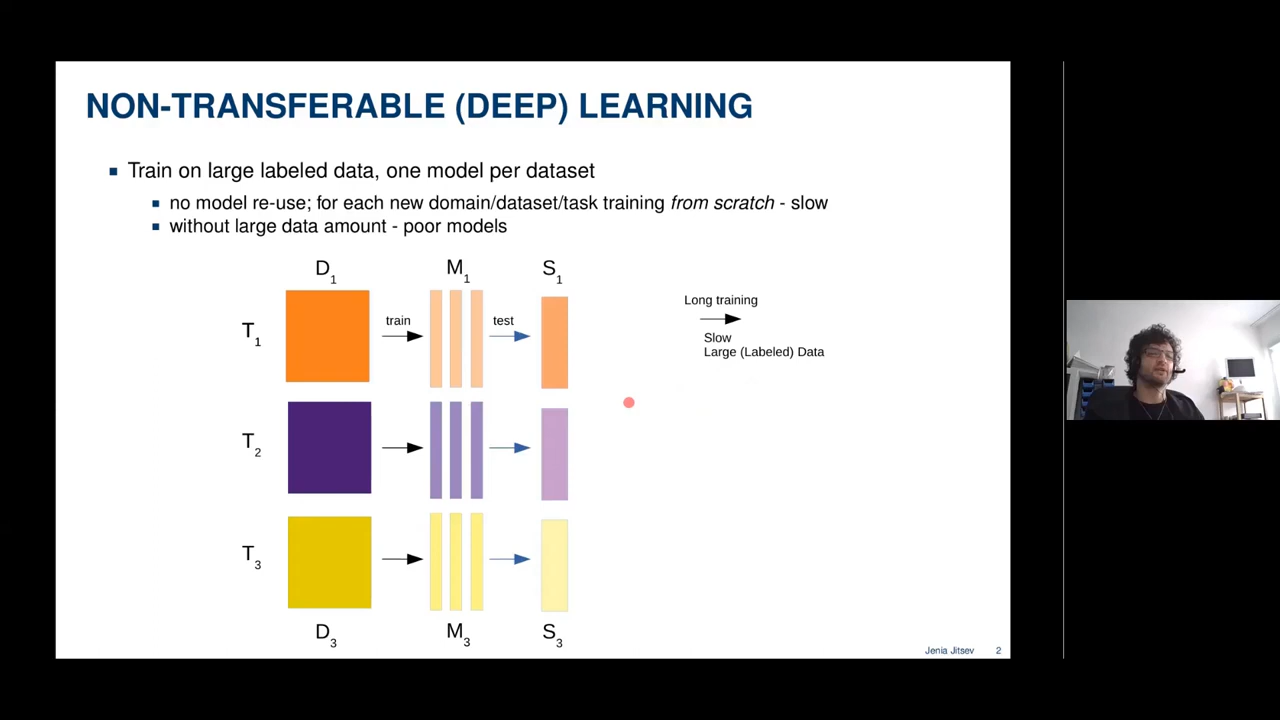 NON-TRANSFERABLE (DEEP) LEARNING
Train on large labeled data, one model per dataset
no model re-use; for each new domain/dataset/task training from scratch - slow
without large data amount - poor models
D1 M1 S1
T1
train
test
Long training
Slow
Large (Labeled) Data
T2
T3
D3 M3 S3
Jenia Jitsev 2